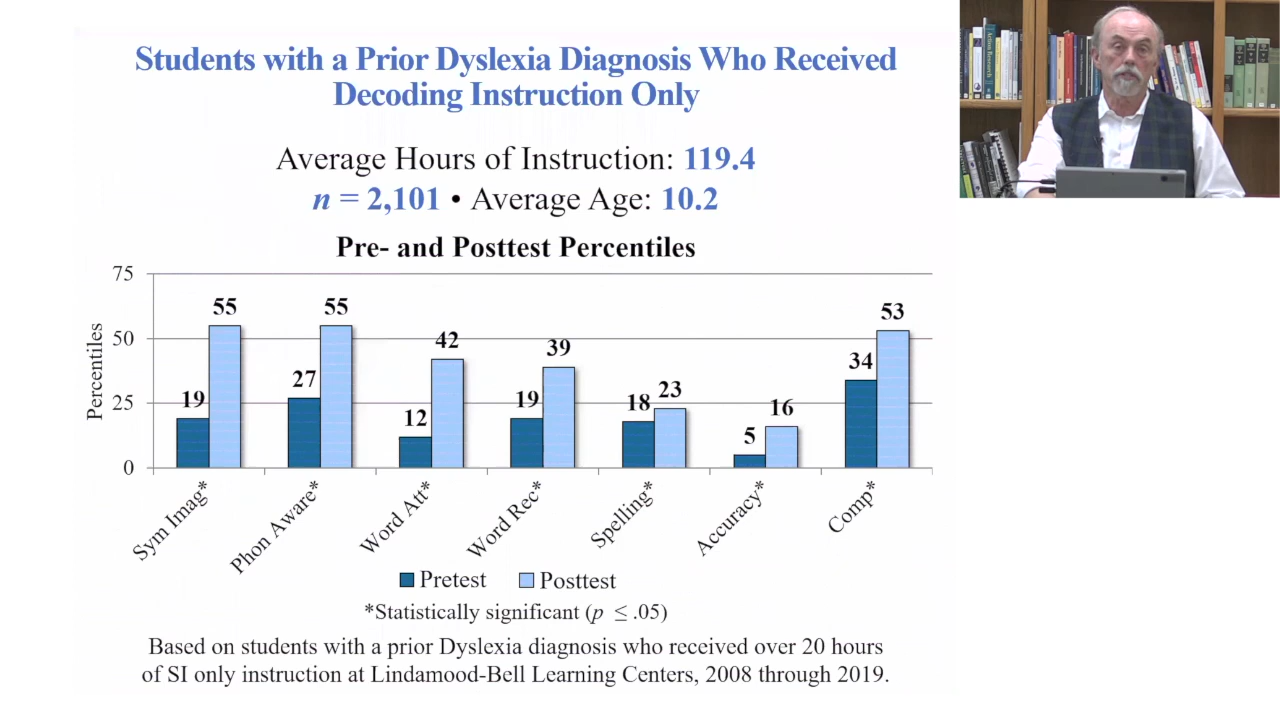 Students with a Prior Dyslexia Diagnosis Who Received
Decoding Instruction Only
Average Hours of Instruction: 119.4
n = 2,101 • Average Age: 10.2
Pre- and Posttest Percentiles
Percentiles
75
50
25
0
19
55
27
55
12
42
19
39
18
23
5
16
34
53
Sym Imag*
Phon Aware*
Word Att*
Word Rec*
Spelling*
Accuracy*
Comp*
Pretest
Posttest
*Statistically significant (p ≤ .05)
Based on students with a prior Dyslexia diagnosis who received over 20 hours
of SI only instruction at Lindamood-Bell Learning Centers, 2008 through 2019.